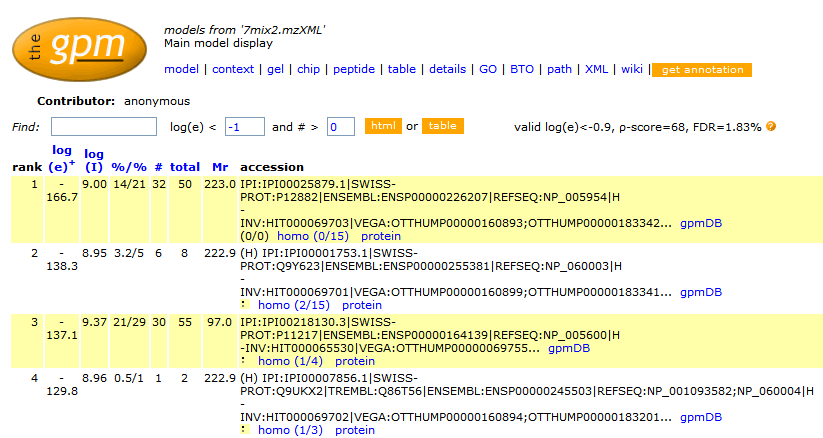 the gpm
models from '7mix2.mzXML'
Main model display
model | context | gel | chip | peptide | table | details | GO | BTO | path | XML | wiki | get annotation
Contributor: anonymous
Find: log(e) < -1 and # > 0 html or table valid log(e)<-0.9, ρ-score=68, FDR=1.83% ?
rank log (e)+ log (I) %/% # total Mr accession
1 -166.7 9.00 14/21 32 50 223.0 IPI:IPI00025879.1|SWISS-
PROT:P12882|ENSEMBL:ENSP00000226207|REFSEQ:NP_005954|H
-
INV:HIT000069703|VEGA:OTTHUMP00000160893;OTTHUMP00000183342... gpmDB
(0/0) homo (0/15) protein
2 -138.3 8.95 3.2/5 6 8 222.9 (H) IPI:IPI00001753.1|SWISS-
PROT:Q9Y623|ENSEMBL:ENSP00000255381|REFSEQ:NP_060003|H
-
INV:HIT000069701|VEGA:OTTHUMP00000160899;OTTHUMP00000183341... gpmDB
: homo (2/15) protein
3 -137.1 9.37 21/29 30 55 97.0 IPI:IPI00218130.3|SWISS-
PROT:P11217|ENSEMBL:ENSP00000164139|REFSEQ:NP_005600|H
-INV:HIT000065530|VEGA:OTTHUMP00000069755... gpmDB
: homo (1/4) protein
4 -129.8 8.96 0.5/1 1 2 222.9 (H) IPI:IPI00007856.1|SWISS-
PROT:Q9UKX2|TREMBL:Q86T56|ENSEMBL:ENSP00000245503|REFSEQ:NP_001093582;NP_060004|H
-
INV:HIT000069702|VEGA:OTTHUMP00000160894;OTTHUMP00000183201... gpmDB
: homo (1/3) protein